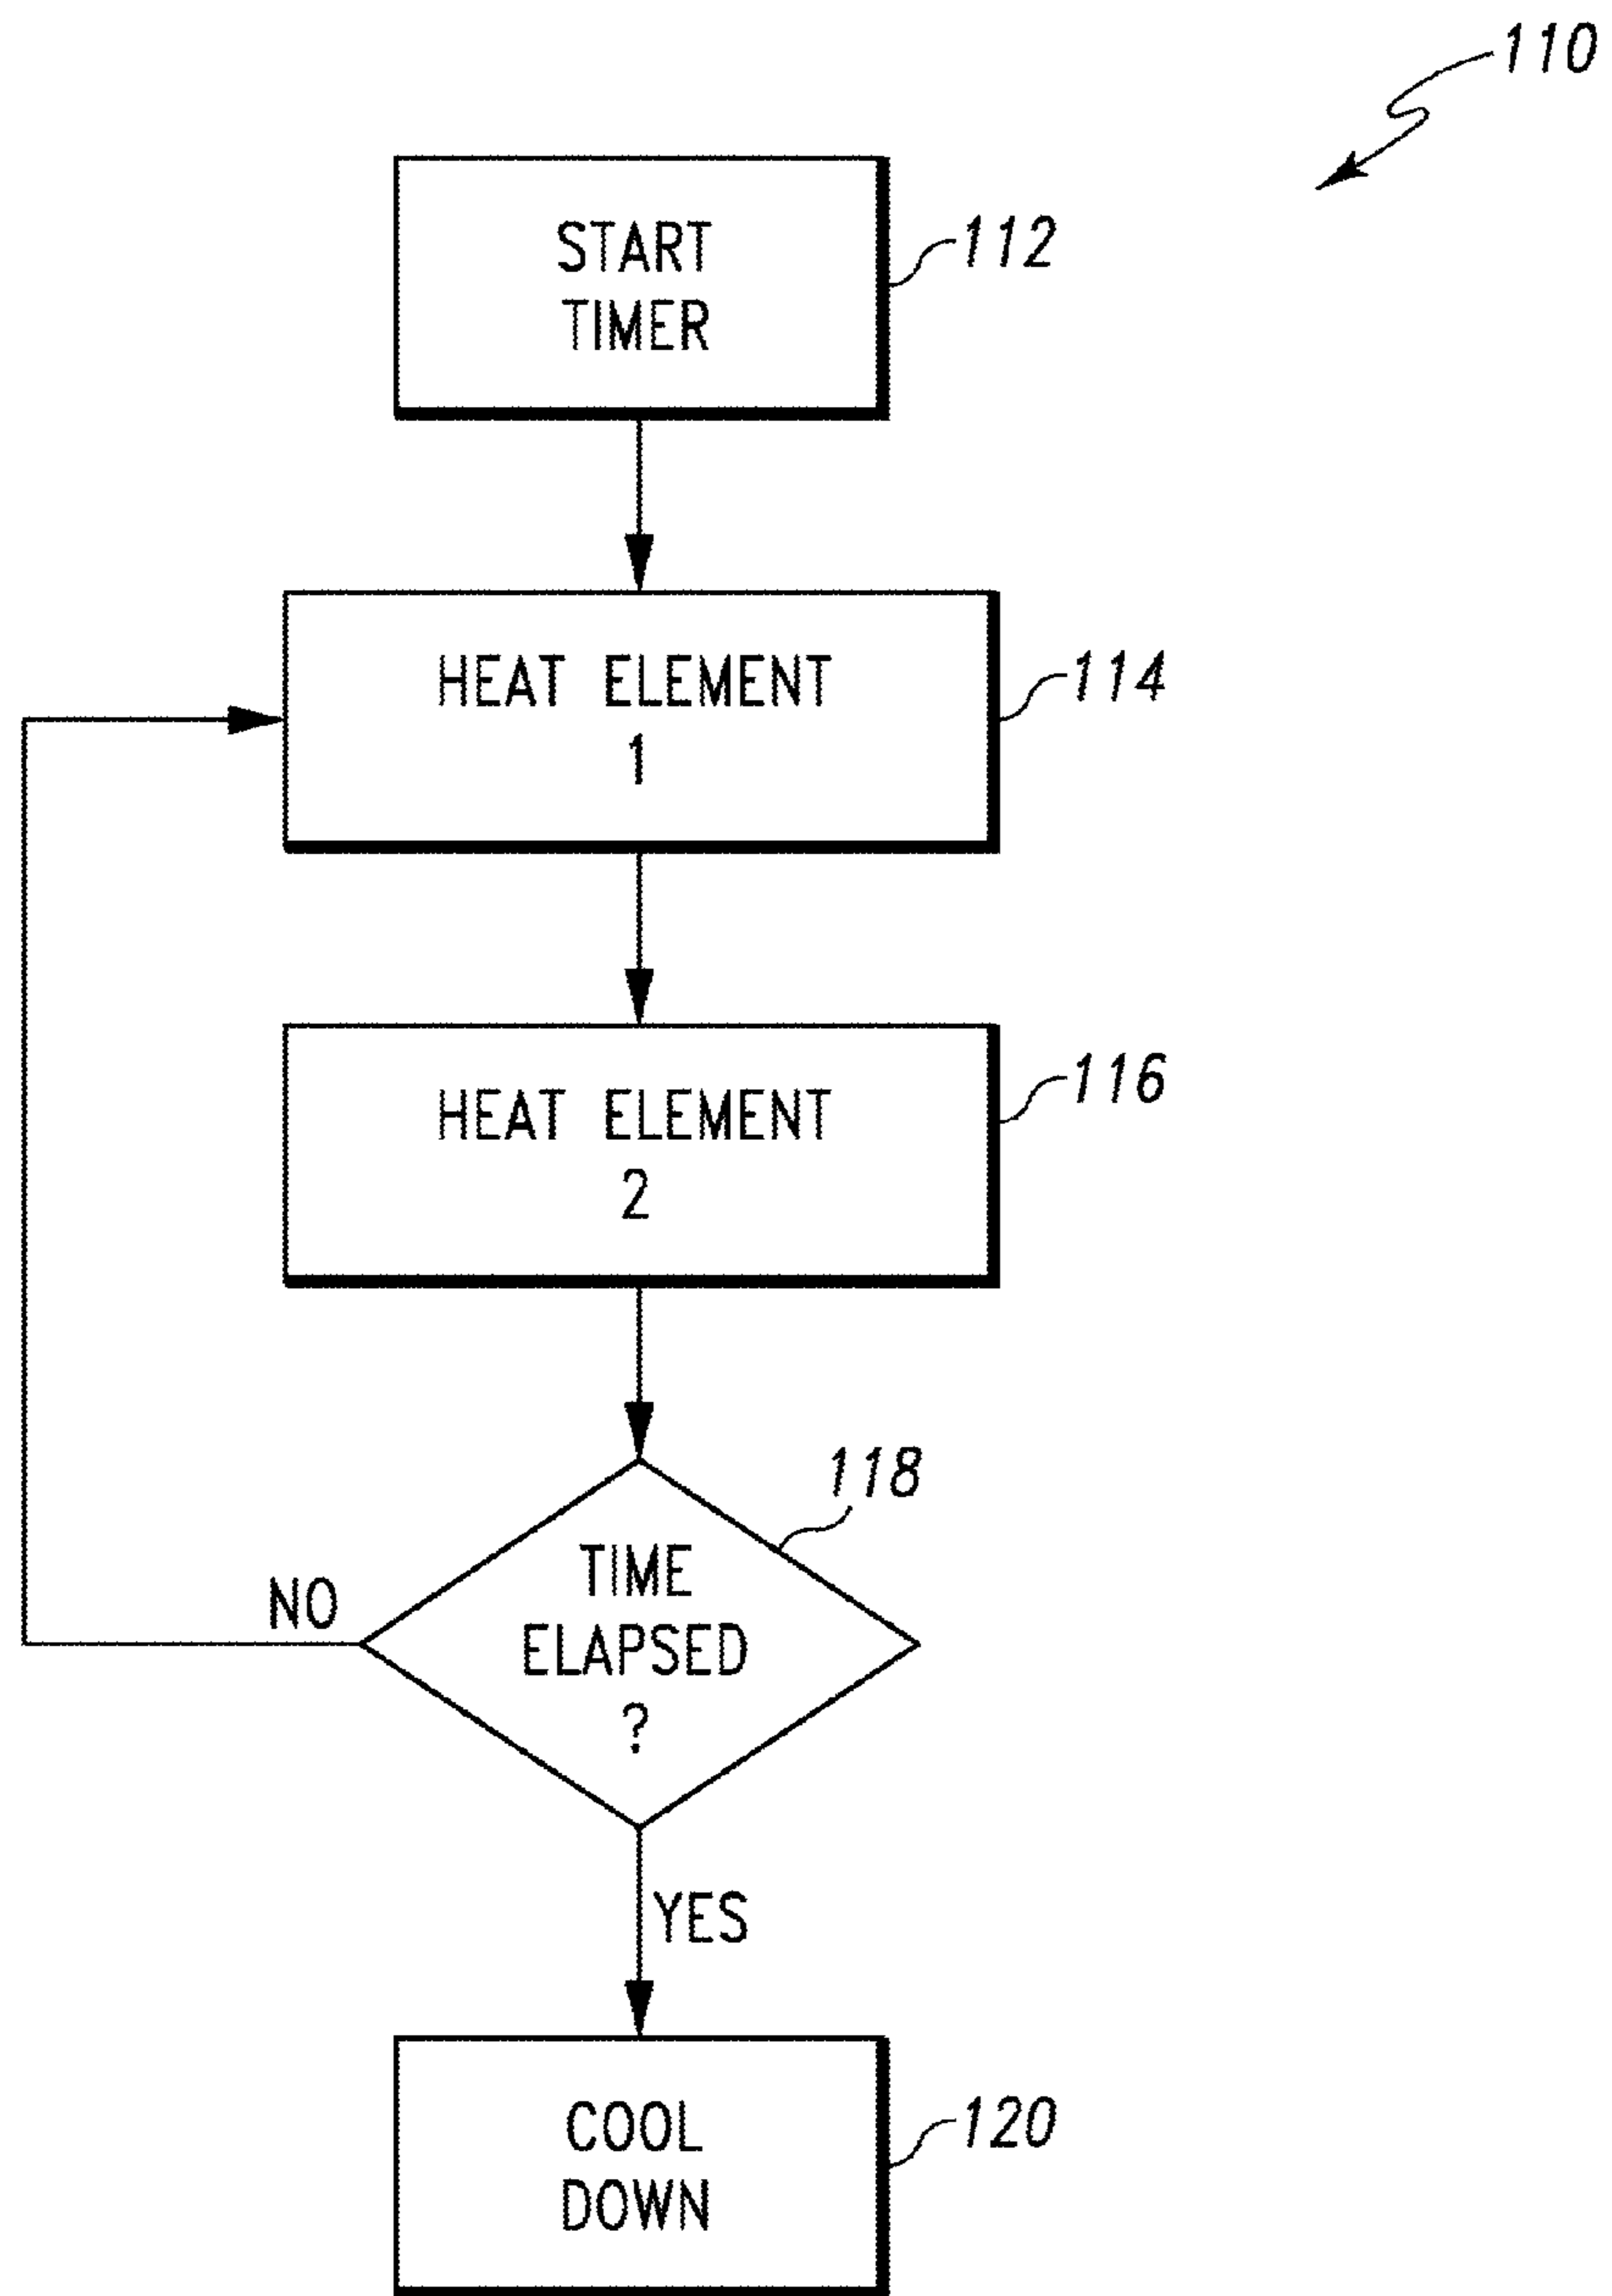 110
START
TIMER
112
HEAT ELEMENT
1
114
HEAT ELEMENT
2
116
118
TIME
ELAPSED
?
NO
YES
COOL
DOWN
120